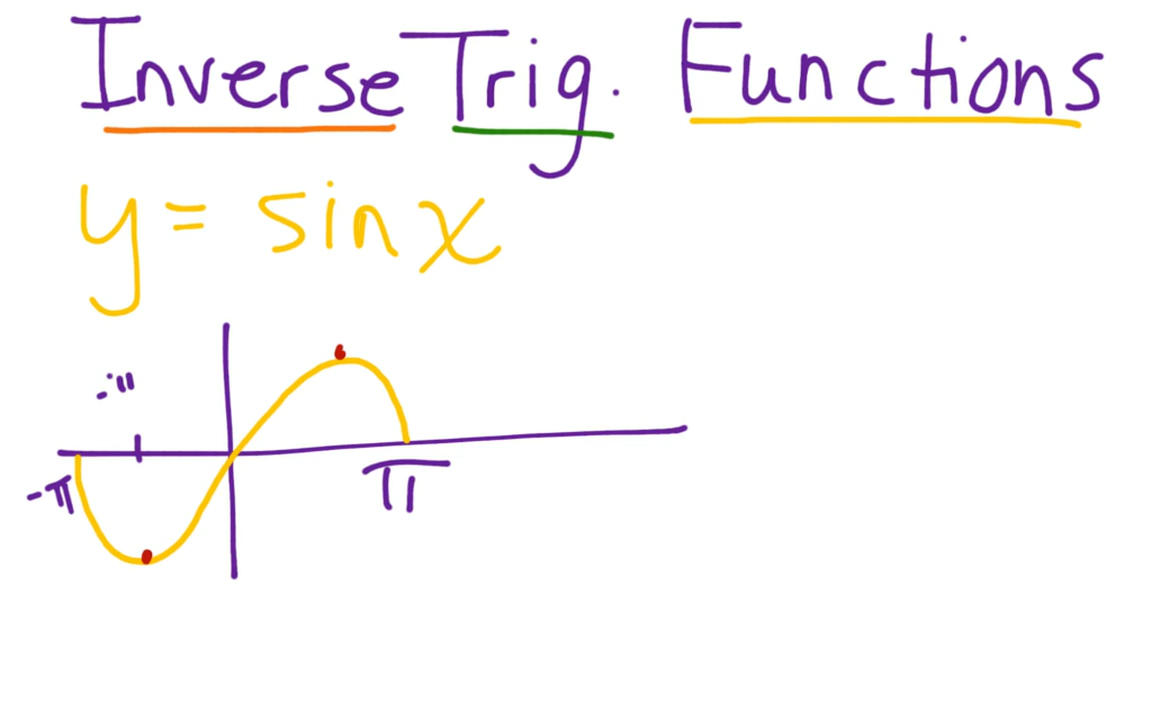 Inverse Trig. Functions
y = sin x
-π
π